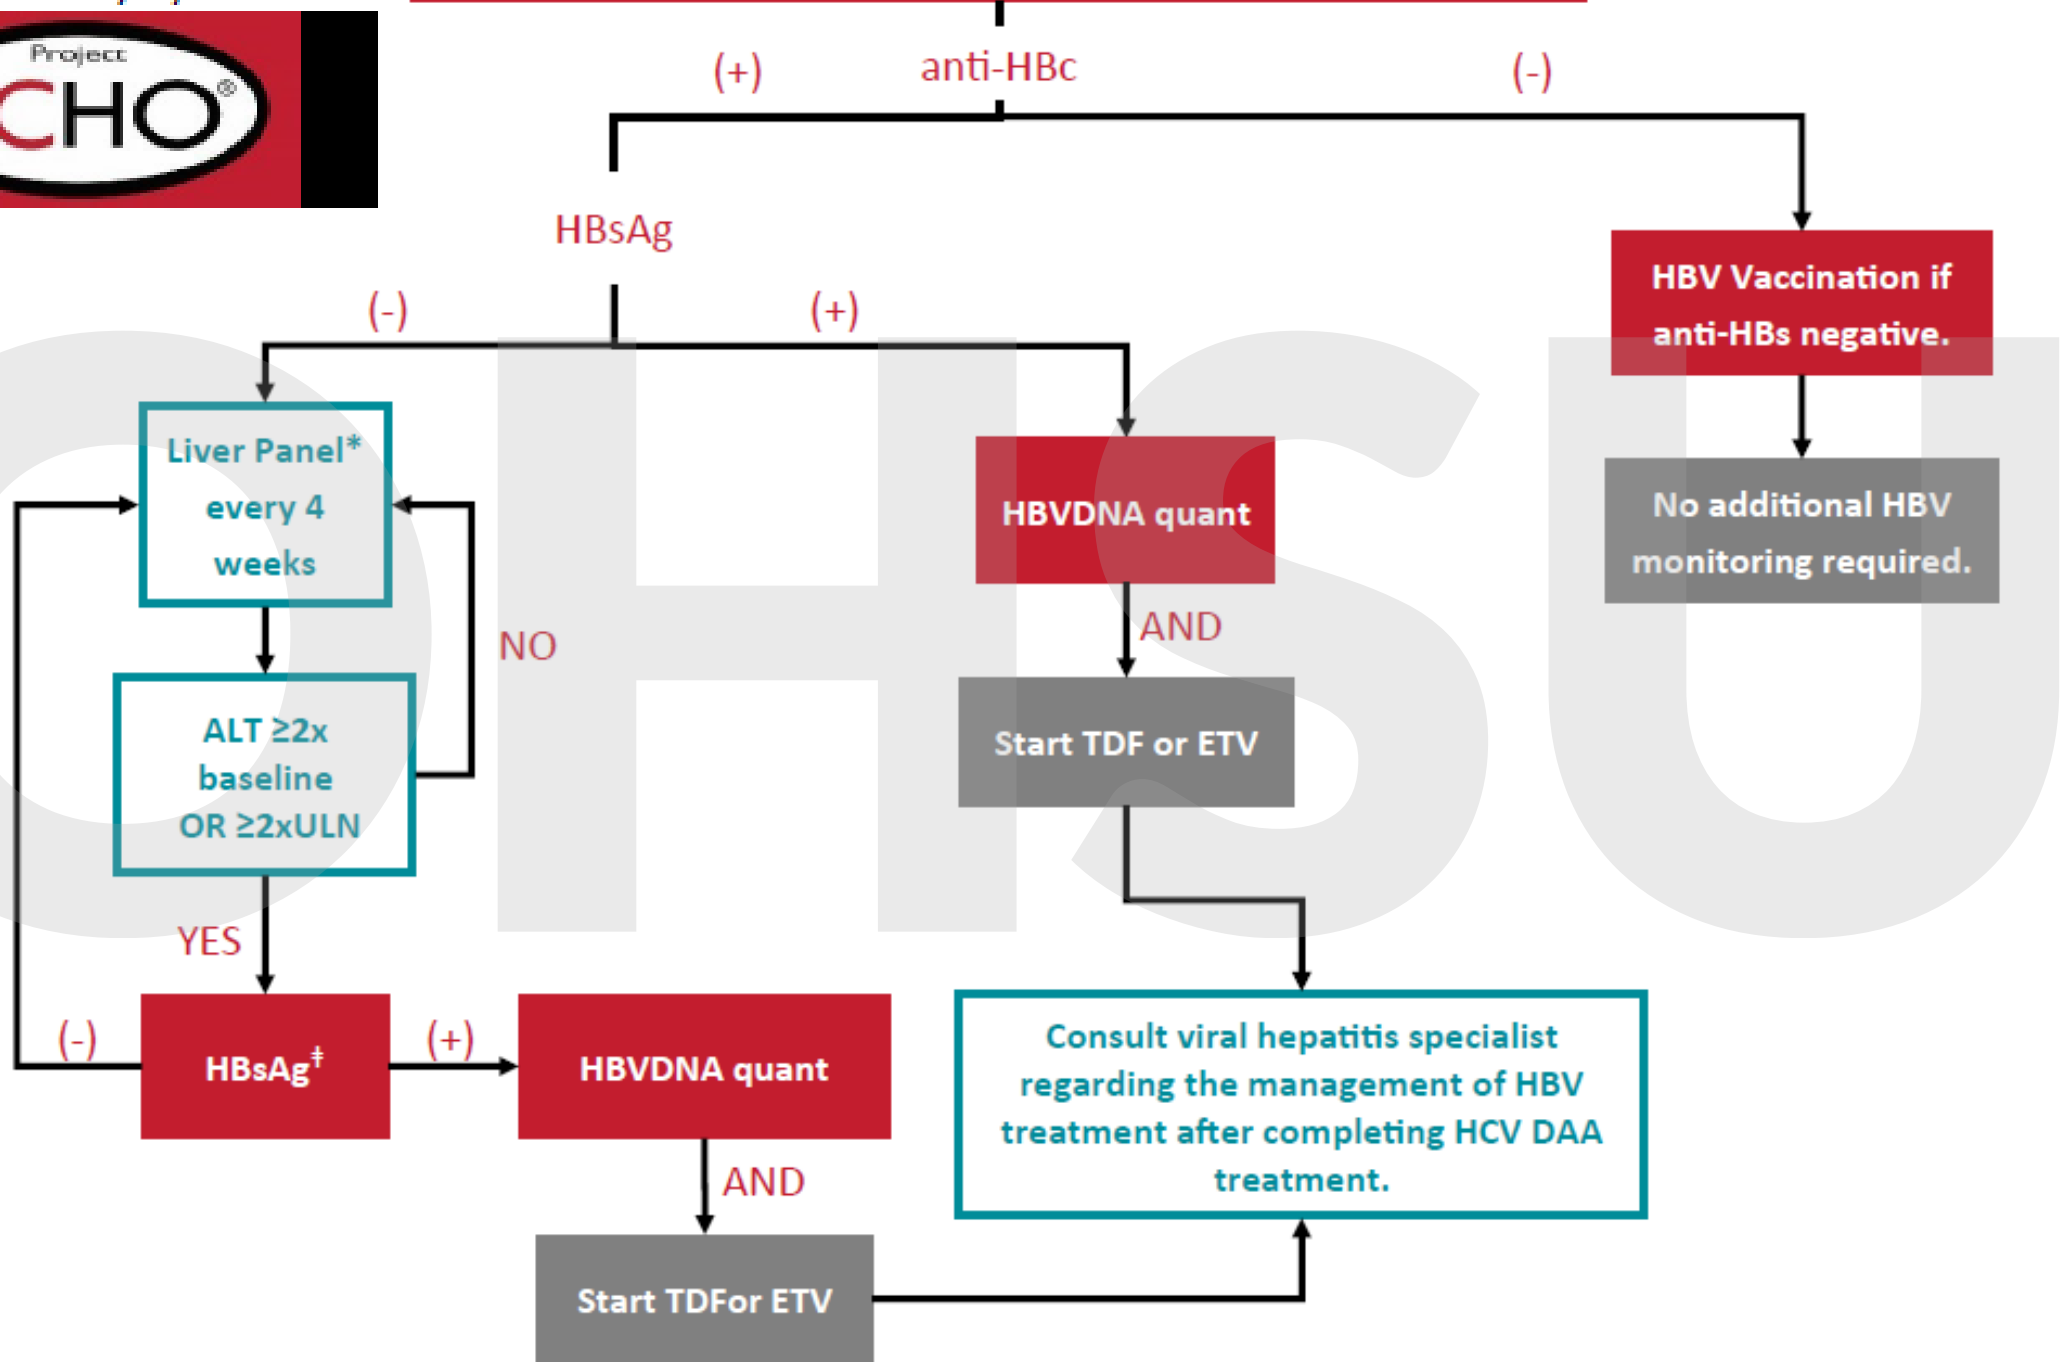 Project
CHO®
(+)
anti-HBc
(-)
HBsAg
(-)
(+)
HBV Vaccination if
anti-HBs negative.
Liver Panel*
every 4
weeks
HBVDNA quant
No additional HBV
monitoring required.
NO
AND
ALT ≥2x
baseline
OR ≥2xULN
Start TDF or ETV
YES
(-)
HBsAg‡
(+)
HBVDNA quant
Consult viral hepatitis specialist
regarding the management of HBV
treatment after completing HCV DAA
treatment.
AND
Start TDFor ETV
OHSU